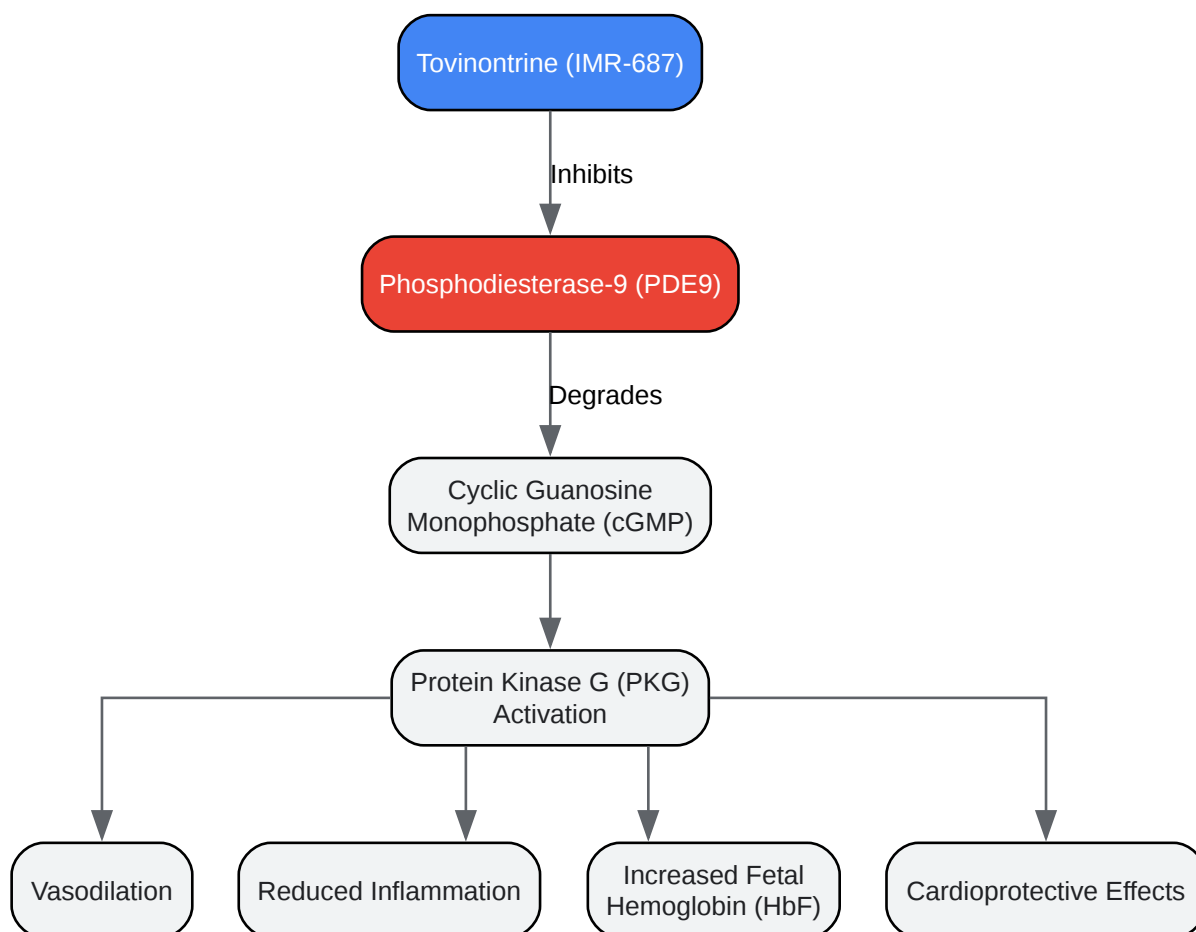 Tovinontrine (IMR-687)
Inhibits
Phosphodiesterase-9 (PDE9)
Degrades
Cyclic Guanosine
Monophosphate (cGMP)
Protein Kinase G (PKG)
Activation
Vasodilation
Reduced Inflammation
Increased Fetal
Hemoglobin (HbF)
Cardioprotective Effects